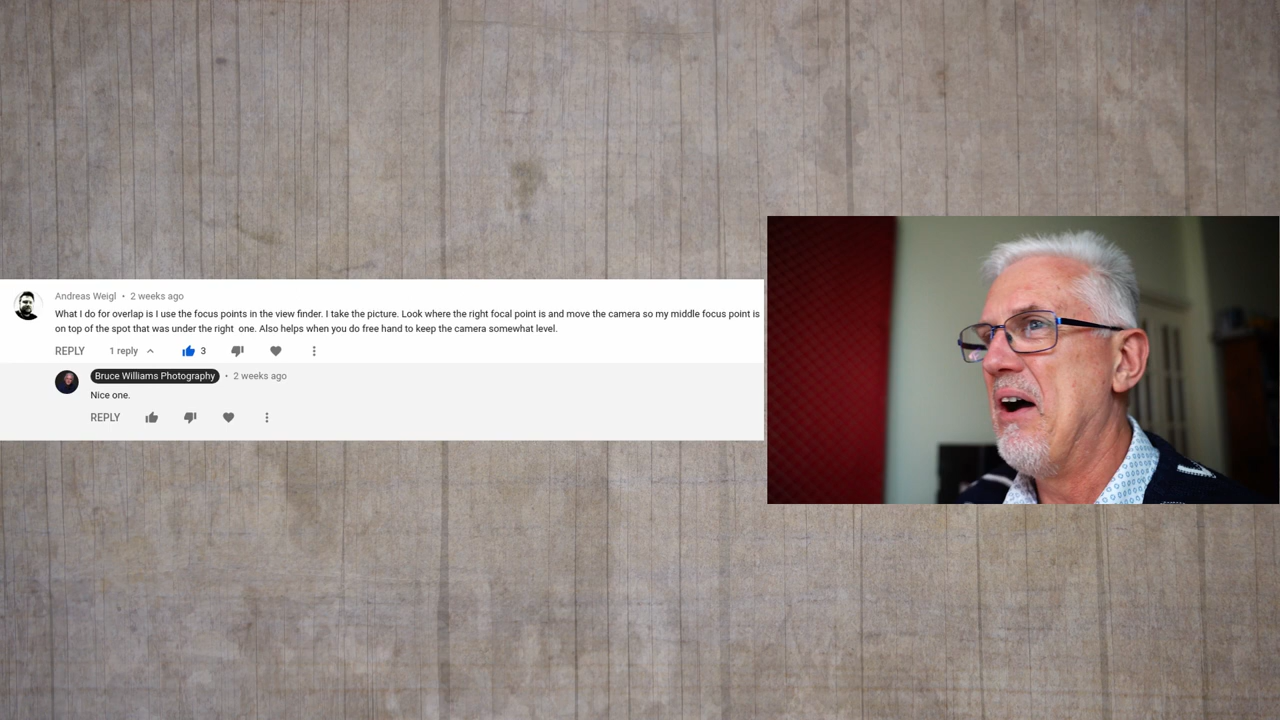 Andreas Weigl • 2 weeks ago
What I do for overlap is I use the focus points in the view finder. I take the picture. Look where the right focal point is and move the camera so my middle focus point is
on top of the spot that was under the right  one. Also helps when you do free hand to keep the camera somewhat level.
REPLY 1 reply 3
Bruce Williams Photography • 2 weeks ago
Nice one.
REPLY